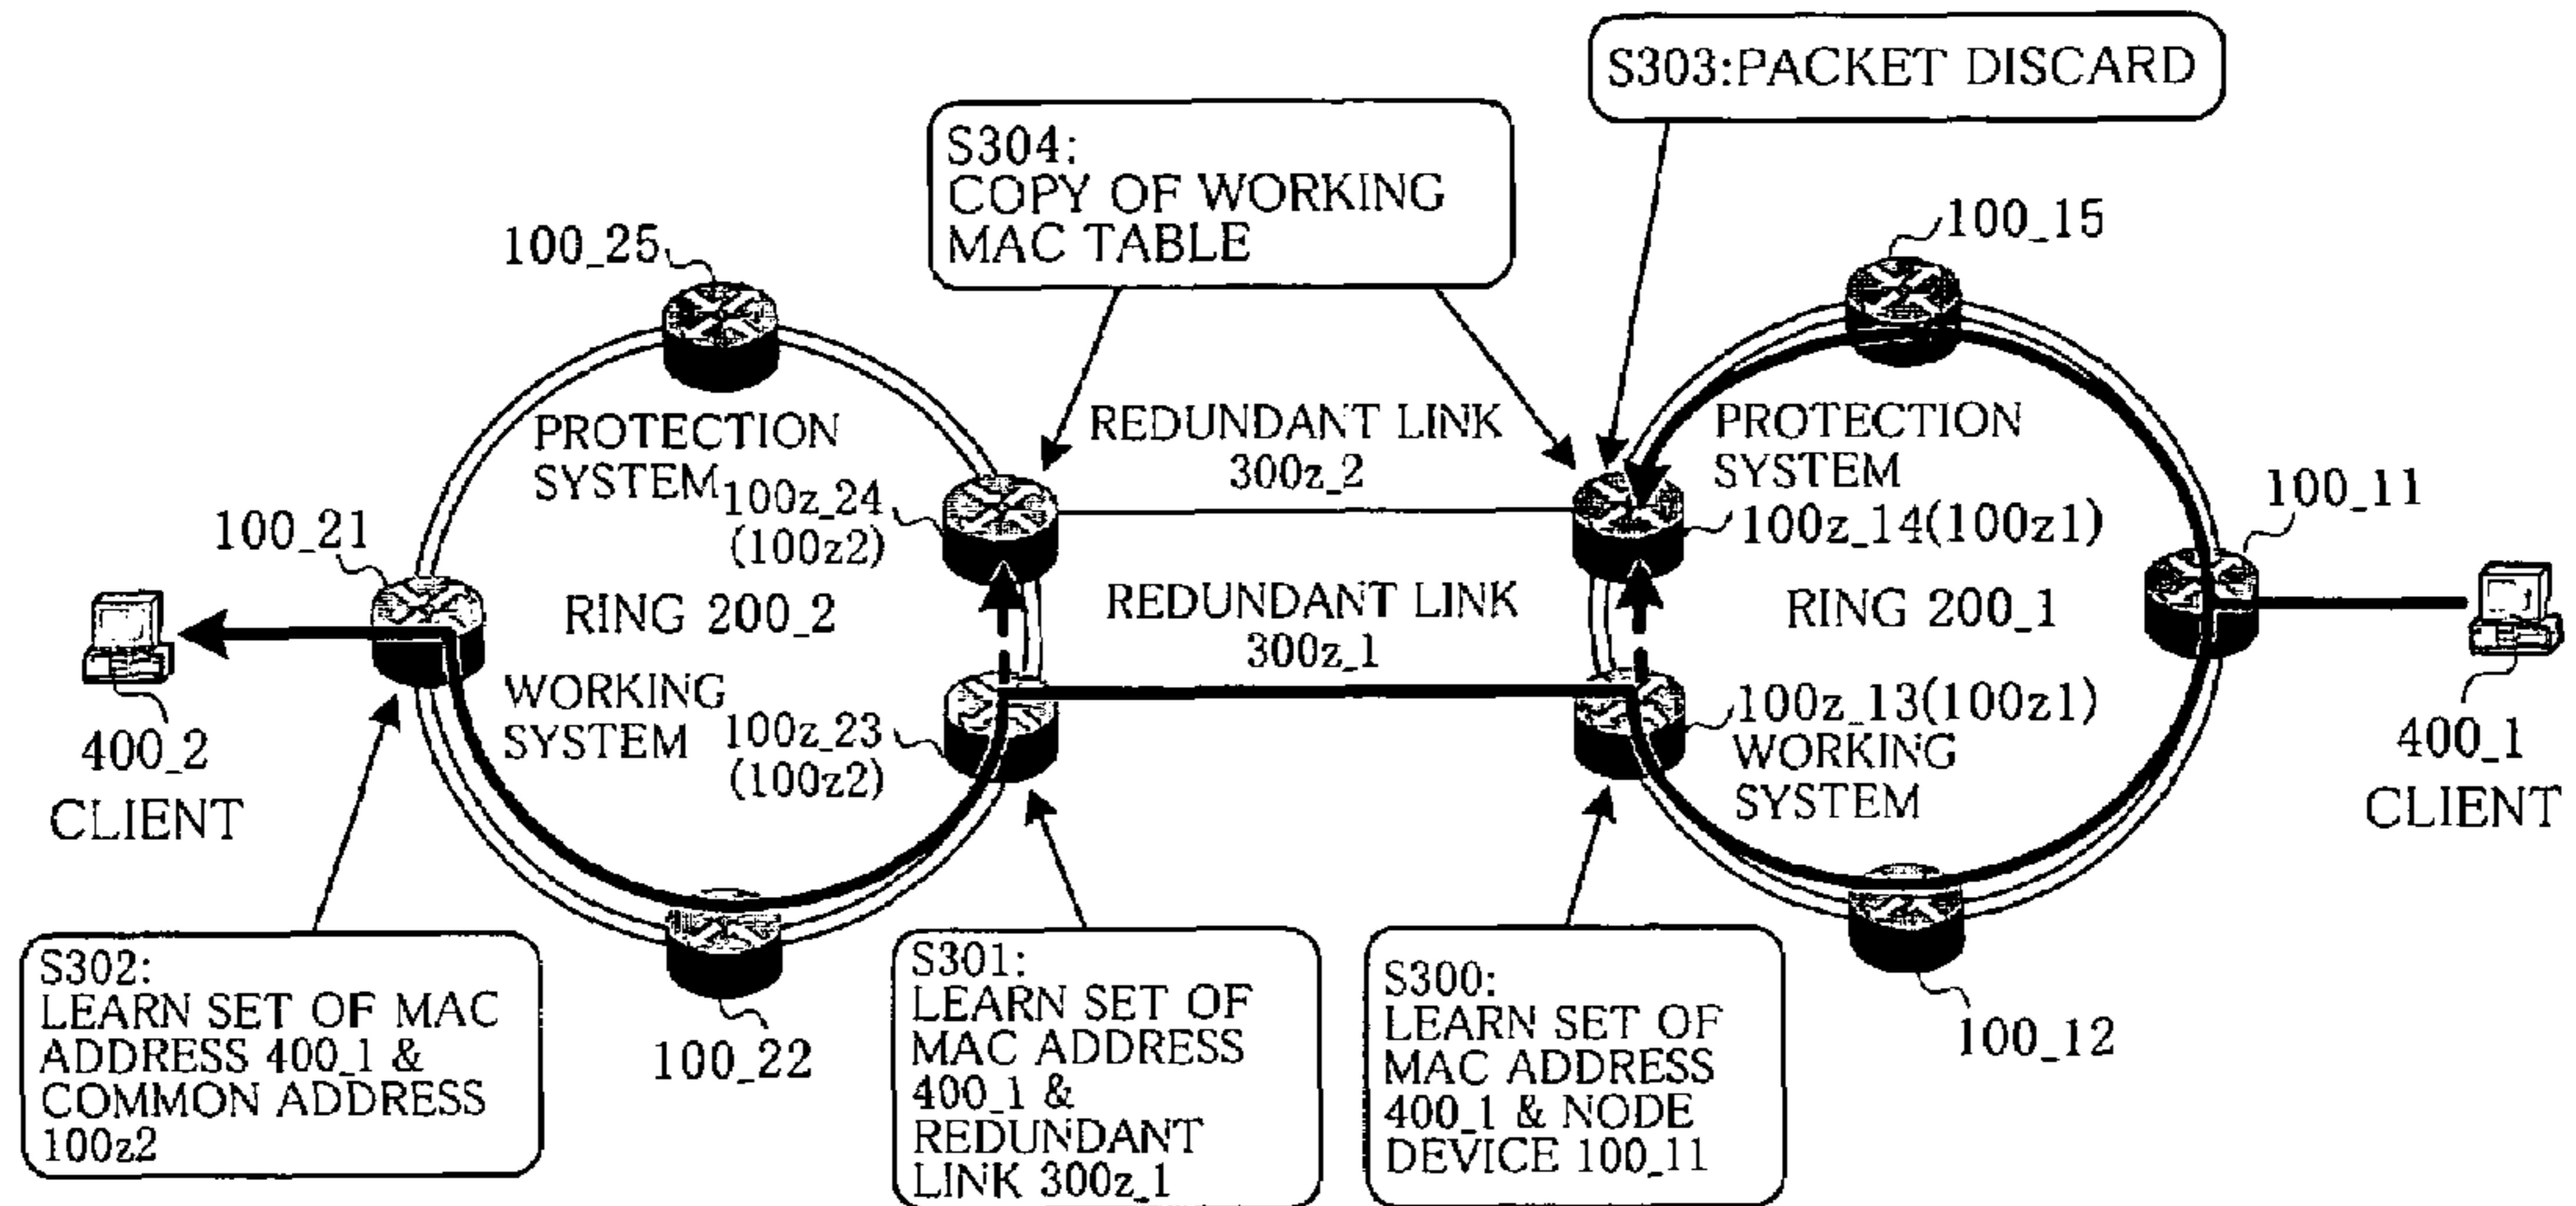 S303:PACKET DISCARD
S304:
COPY OF WORKING
MAC TABLE
100_25
100_15
PROTECTION
SYSTEM
100z_24
(100z2)
REDUNDANT LINK
300z_2
PROTECTION
SYSTEM
100z_14(100z1)
100_11
100_21
RING 200_2
REDUNDANT LINK
300z_1
RING 200_1
WORKING
SYSTEM
100z_23
(100z2)
100z_13(100z1)
WORKING
SYSTEM
400_2
CLIENT
400_1
CLIENT
100_22
100_12
S302:
LEARN SET OF MAC
ADDRESS 400_1 &
COMMON ADDRESS
100z2
S301:
LEARN SET OF
MAC ADDRESS
400_1 &
REDUNDANT
LINK 300z_1
S300:
LEARN SET OF
MAC ADDRESS
400_1 & NODE
DEVICE 100_11